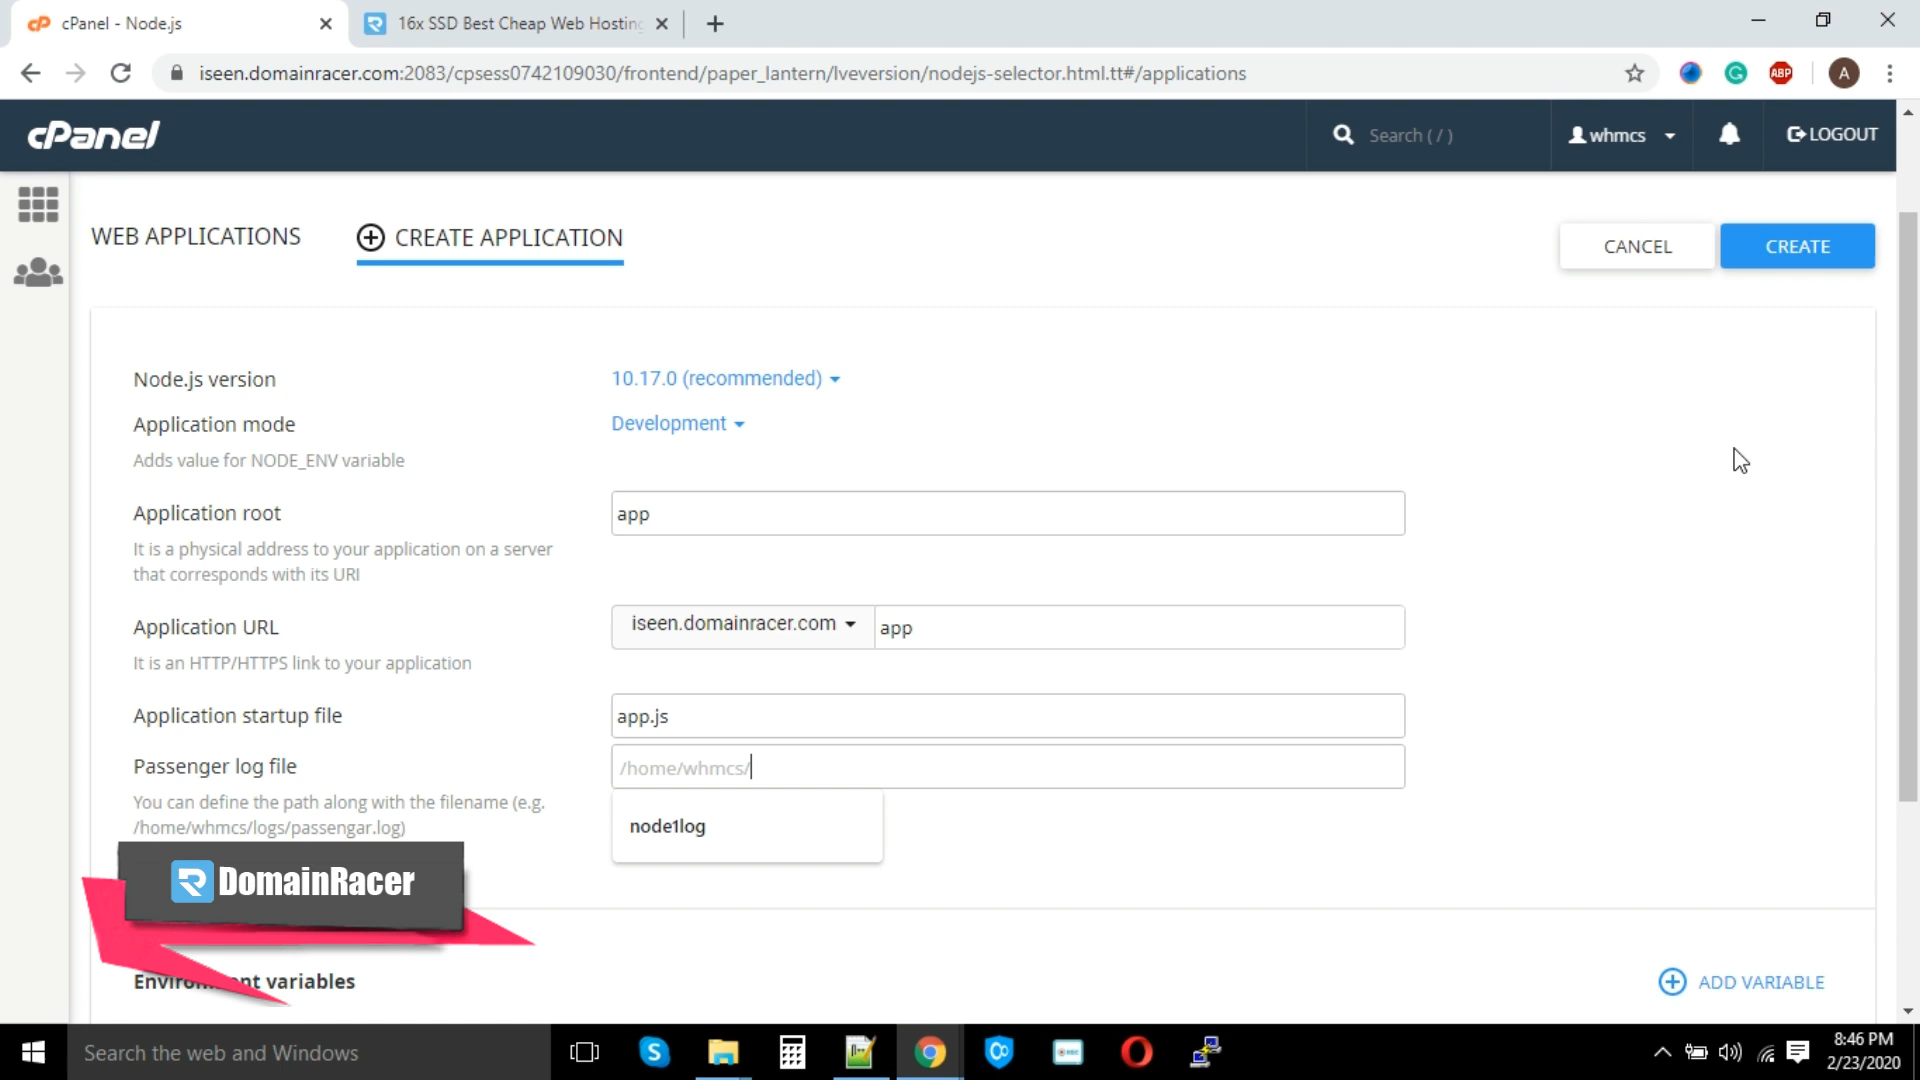 cPanel - Node.js
16x SSD Best Cheap Web Hosting
iseen.domainracer.com:2083/cpsess0742109030/frontend/paper_lantern/lveversion/nodejs-selector.html.tt#/applications
ABP
A
cPanel
Search ( / )
whmcs
LOGOUT
WEB APPLICATIONS
CREATE APPLICATION
CANCEL
CREATE
Node.js version
10.17.0 (recommended)
Application mode
Development
Adds value for NODE_ENV variable
Application root
app
It is a physical address to your application on a server
that corresponds with its URI
Application URL
iseen.domainracer.com
app
It is an HTTP/HTTPS link to your application
Application startup file
app.js
Passenger log file
/home/whmcs/
You can define the path along with the filename (e.g.
/home/whmcs/logs/passengar.log)
node1log
DomainRacer
Environment variables
ADD VARIABLE
Search the web and Windows
8:46 PM
2/23/2020